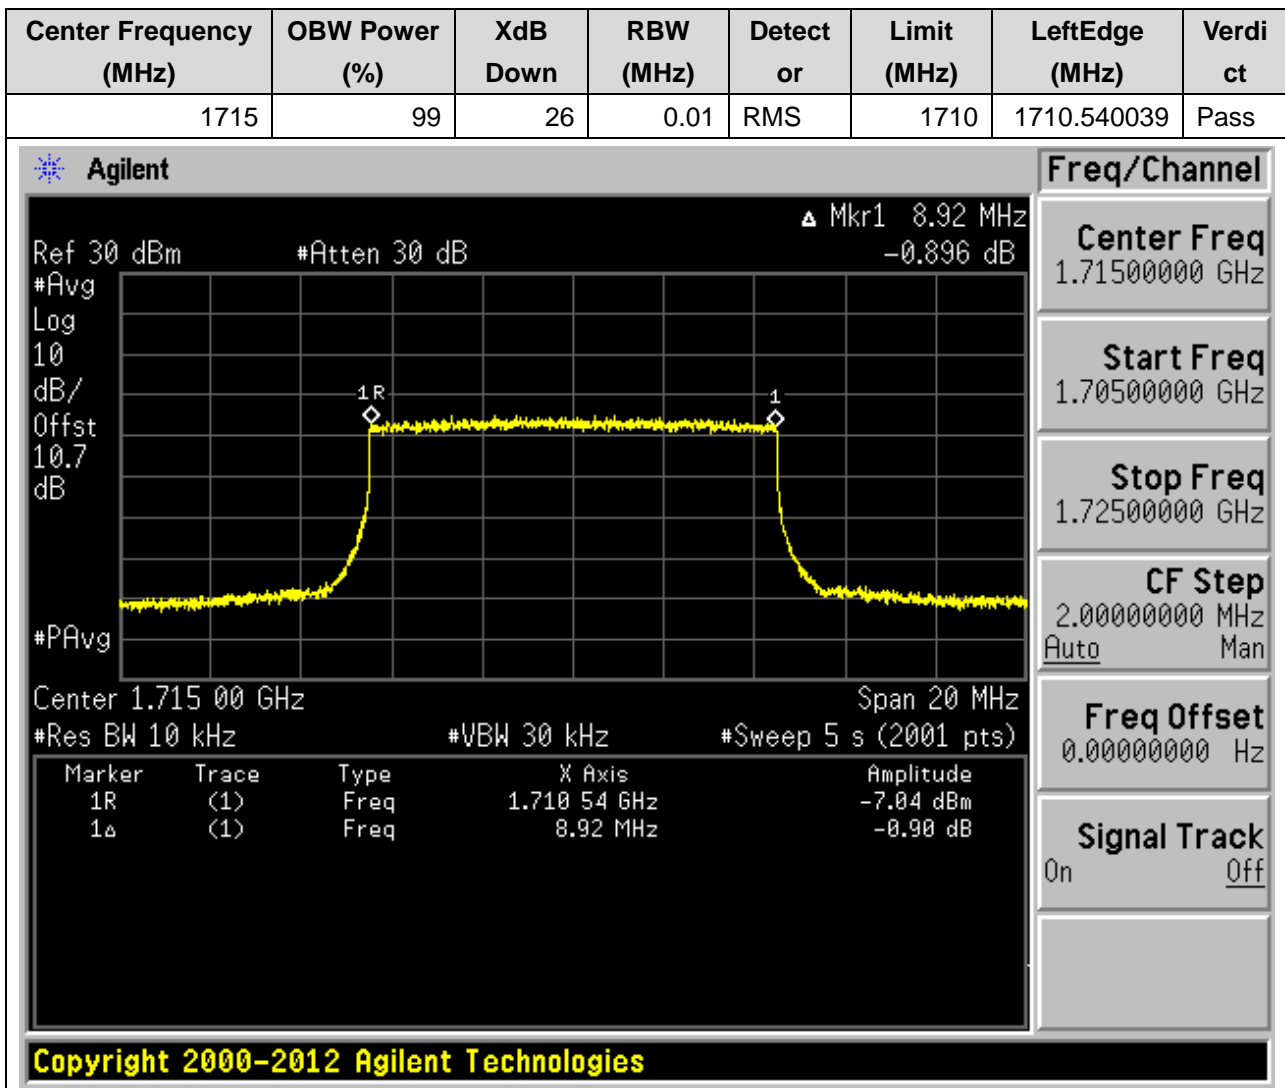 Center Frequency (MHz) OBW Power (%) XdB Down RBW (MHz) Detect or Limit (MHz) LeftEdge (MHz) Verdi ct
1715 99 26 0.01 RMS 1710 1710.540039 Pass
Agilent
Freq/Channel
Δ Mkr1 8.92 MHz
Ref 30 dBm #Atten 30 dB -0.896 dB
#Avg
Log
10
dB/
Offst
10.7
dB
#PAvg
1R
1
Center 1.715 00 GHz Span 20 MHz
#Res BW 10 kHz #VBW 30 kHz #Sweep 5 s (2001 pts)
Marker Trace Type X Axis Amplitude
1R (1) Freq 1.710 54 GHz -7.04 dBm
1Δ (1) Freq 8.92 MHz -0.90 dB
Center Freq
1.71500000 GHz
Start Freq
1.70500000 GHz
Stop Freq
1.72500000 GHz
CF Step
2.00000000 MHz
Auto Man
Freq Offset
0.00000000 Hz
Signal Track
On Off
Copyright 2000-2012 Agilent Technologies